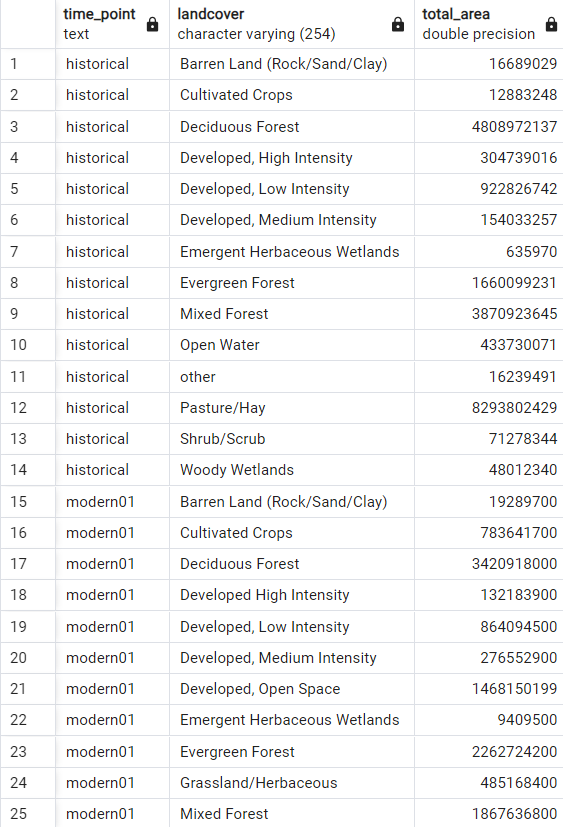 time_point landcover total_area
text character varying (254) double precision
1 historical Barren Land (Rock/Sand/Clay) 16689029
2 historical Cultivated Crops 12883248
3 historical Deciduous Forest 4808972137
4 historical Developed, High Intensity 304739016
5 historical Developed, Low Intensity 922826742
6 historical Developed, Medium Intensity 154033257
7 historical Emergent Herbaceous Wetlands 635970
8 historical Evergreen Forest 1660099231
9 historical Mixed Forest 3870923645
10 historical Open Water 433730071
11 historical other 16239491
12 historical Pasture/Hay 8293802429
13 historical Shrub/Scrub 71278344
14 historical Woody Wetlands 48012340
15 modern01 Barren Land (Rock/Sand/Clay) 19289700
16 modern01 Cultivated Crops 783641700
17 modern01 Deciduous Forest 3420918000
18 modern01 Developed High Intensity 132183900
19 modern01 Developed, Low Intensity 864094500
20 modern01 Developed, Medium Intensity 276552900
21 modern01 Developed, Open Space 1468150199
22 modern01 Emergent Herbaceous Wetlands 9409500
23 modern01 Evergreen Forest 2262724200
24 modern01 Grassland/Herbaceous 485168400
25 modern01 Mixed Forest 1867636800